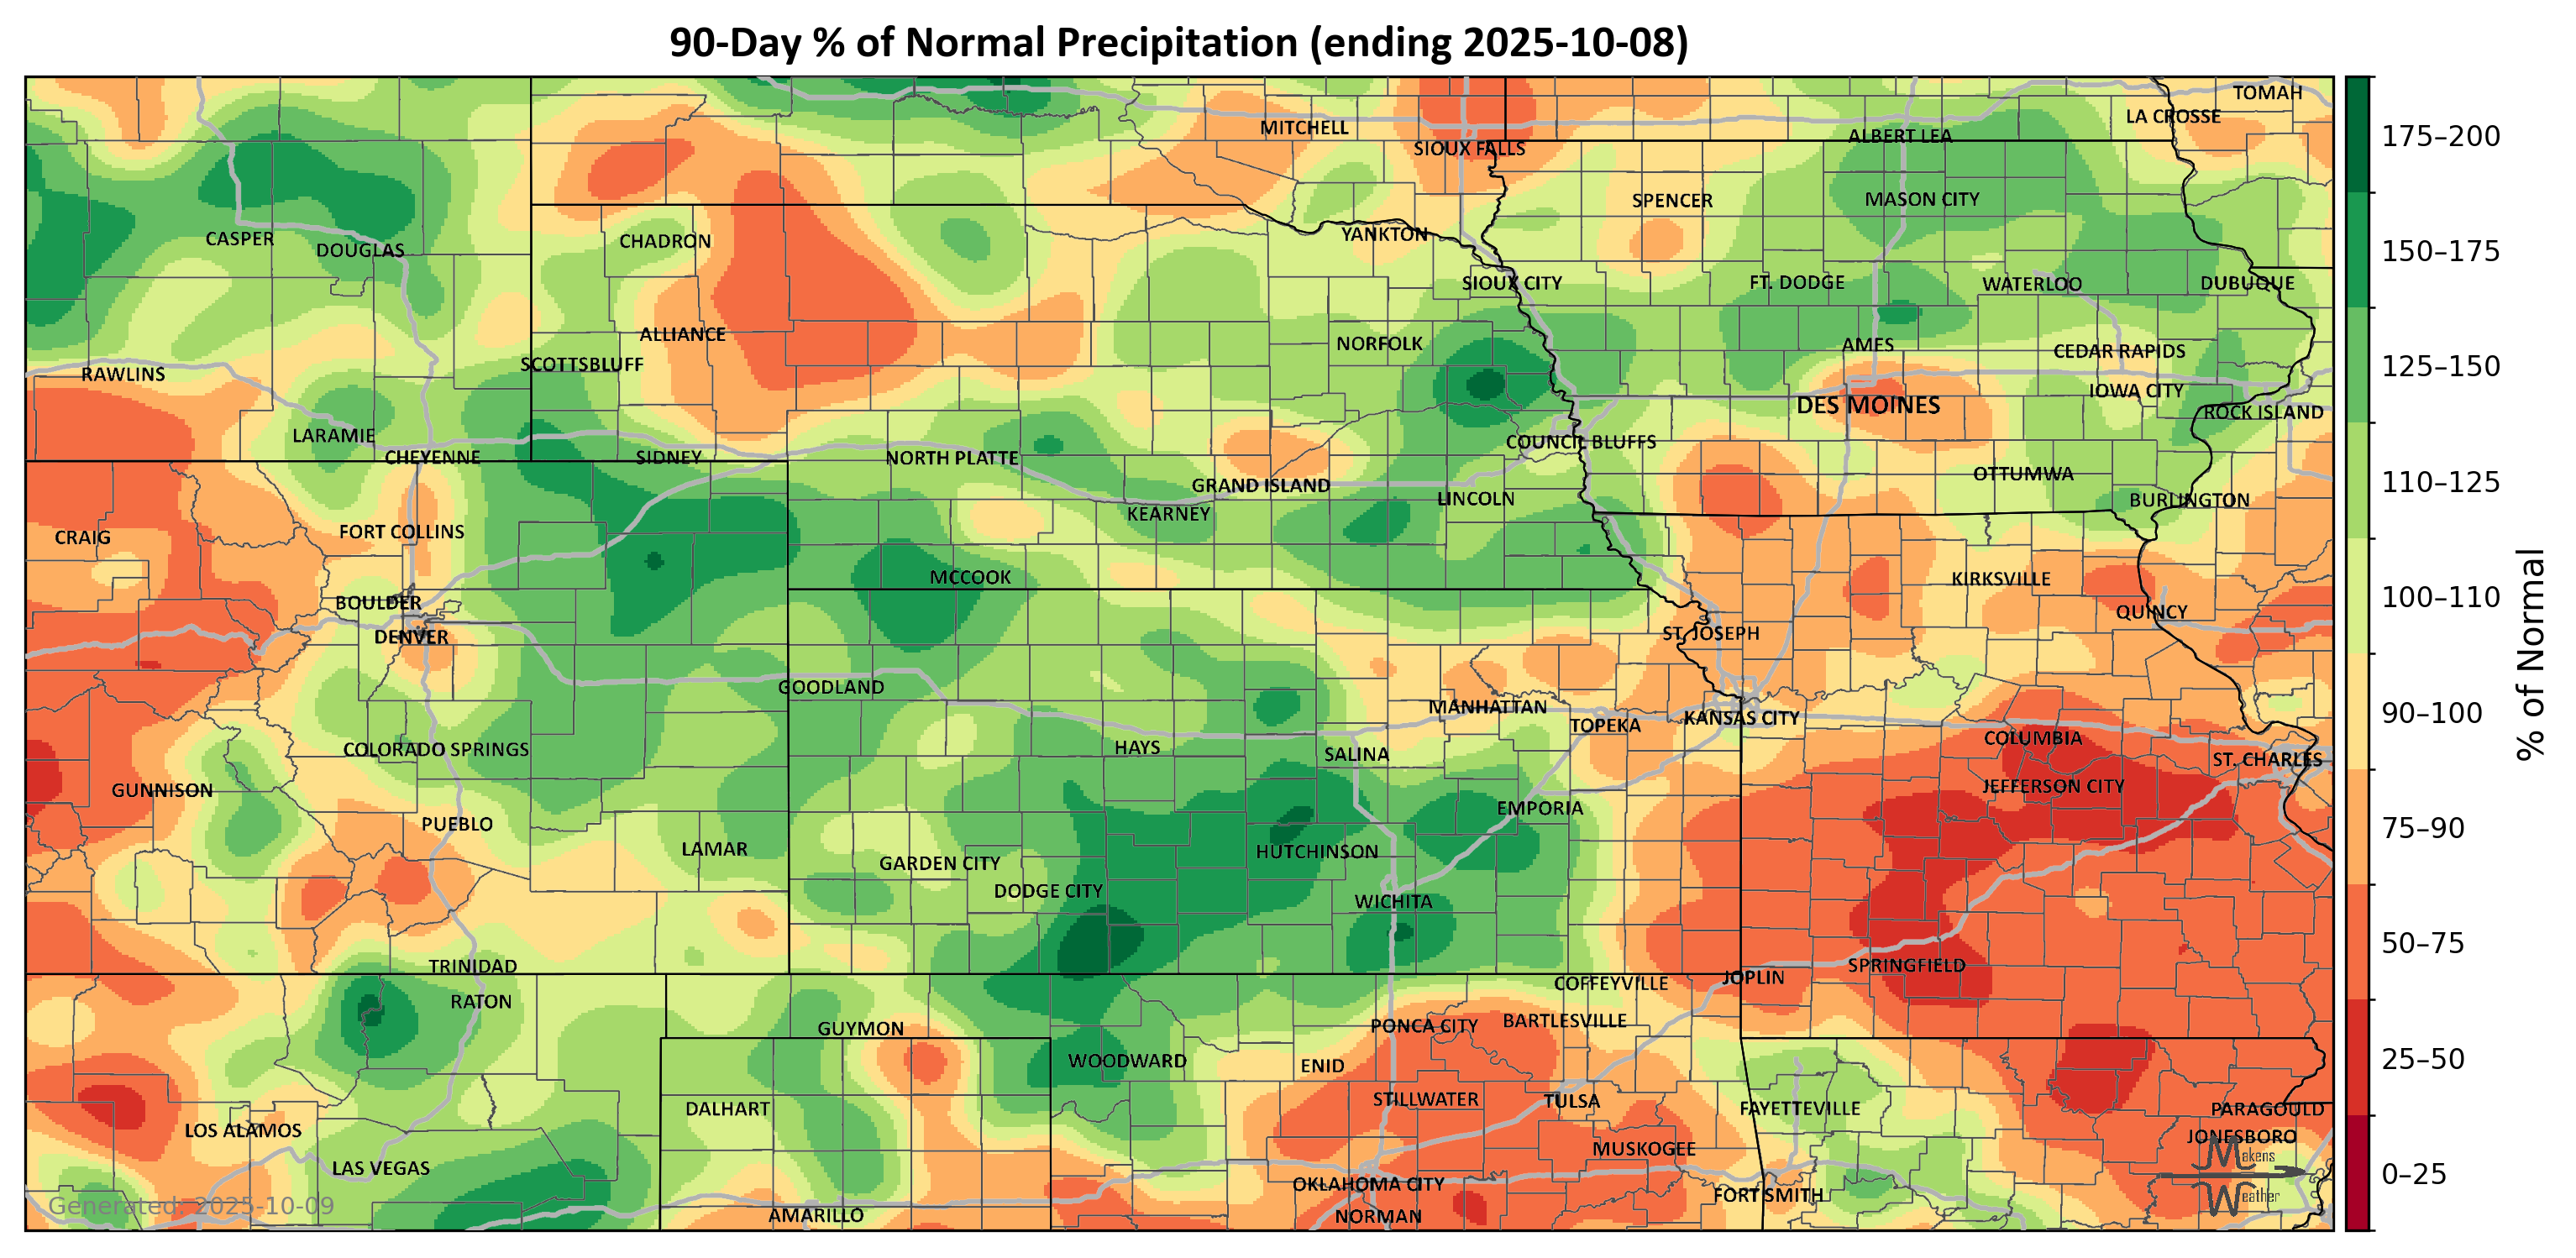 90-Day % of Normal Precipitation (ending 2025-10-08)
TOMAH
LA CROSSE
MITCHELL
ALBERT LEA
SIOUX FALLS
SPENCER
MASON CITY
CASPER
DOUGLAS
CHADRON
YANKTON
SIOUX CITY
FT. DODGE
WATERLOO
DUBUQUE
ALLIANCE
NORFOLK
AMES
CEDAR RAPIDS
SCOTTSBLUFF
RAWLINS
IOWA CITY
DES MOINES
ROCK ISLAND
LARAMIE
COUNCIL BLUFFS
CHEYENNE
SIDNEY
NORTH PLATTE
OTTUMWA
GRAND ISLAND
LINCOLN
BURLINGTON
KEARNEY
CRAIG
FORT COLLINS
MCCOOK
KIRKSVILLE
BOULDER
QUINCY
DENVER
ST. JOSEPH
GOODLAND
MANHATTAN
TOPEKA
KANSAS CITY
COLUMBIA
COLORADO SPRINGS
HAYS
SALINA
ST. CHARLES
GUNNISON
JEFFERSON CITY
EMPORIA
PUEBLO
LAMAR
HUTCHINSON
GARDEN CITY
DODGE CITY
WICHITA
TRINIDAD
SPRINGFIELD
JOPLIN
COFFEYVILLE
RATON
GUYMON
PONCA CITY
BARTLESVILLE
WOODWARD
ENID
STILLWATER
TULSA
DALHART
FAYETTEVILLE
PARAGOULD
LOS ALAMOS
JONESBORO
MUSKOGEE
LAS VEGAS
OKLAHOMA CITY
FORT SMITH
AMARILLO
NORMAN
Makens
Weather
Generated: 2025-10-09
175–200
150–175
125–150
110–125
100–110
90–100
75–90
50–75
25–50
0–25
% of Normal